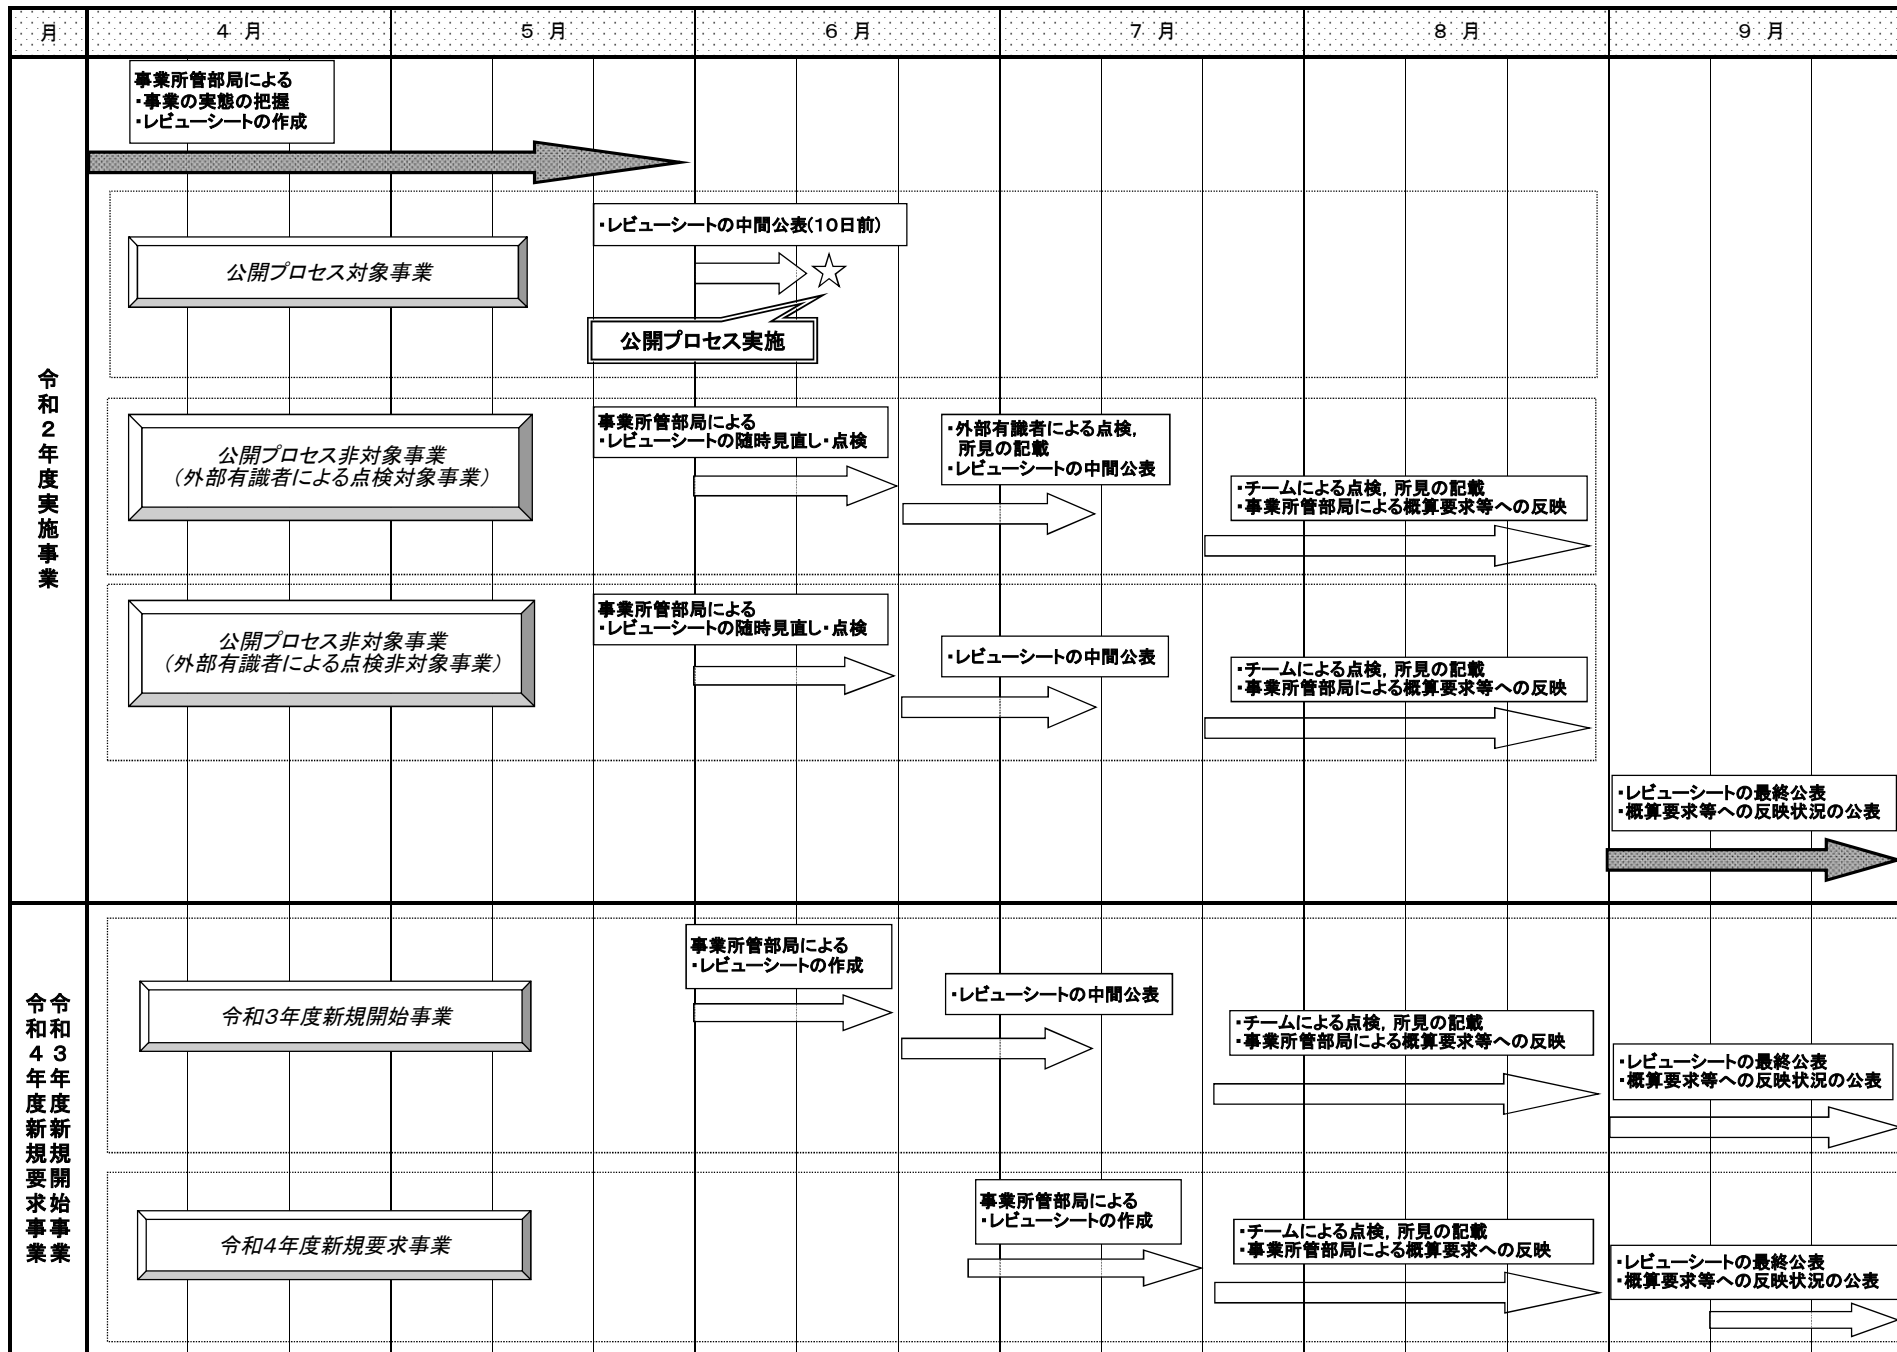 月
４ 月
５ 月
６ 月
７ 月
８ 月
９ 月
令和２年度実施事業
事業所管部局による
・事業の実態の把握
・レビューシートの作成
公開プロセス対象事業
・レビューシートの中間公表(10日前)
☆
公開プロセス実施
公開プロセス非対象事業
（外部有識者による点検対象事業）
事業所管部局による
・レビューシートの随時見直し・点検
・外部有識者による点検，
所見の記載
・レビューシートの中間公表
・チームによる点検，所見の記載
・事業所管部局による概算要求等への反映
公開プロセス非対象事業
（外部有識者による点検非対象事業）
事業所管部局による
・レビューシートの随時見直し・点検
・レビューシートの中間公表
・チームによる点検，所見の記載
・事業所管部局による概算要求等への反映
・レビューシートの最終公表
・概算要求等への反映状況の公表
令和３年度新規開始事業
令和４年度新規要求事業
令和３年度新規開始事業
事業所管部局による
・レビューシートの作成
・レビューシートの中間公表
・チームによる点検，所見の記載
・事業所管部局による概算要求等への反映
・レビューシートの最終公表
・概算要求等への反映状況の公表
令和４年度新規要求事業
事業所管部局による
・レビューシートの作成
・チームによる点検，所見の記載
・事業所管部局による概算要求への反映
・レビューシートの最終公表
・概算要求等への反映状況の公表